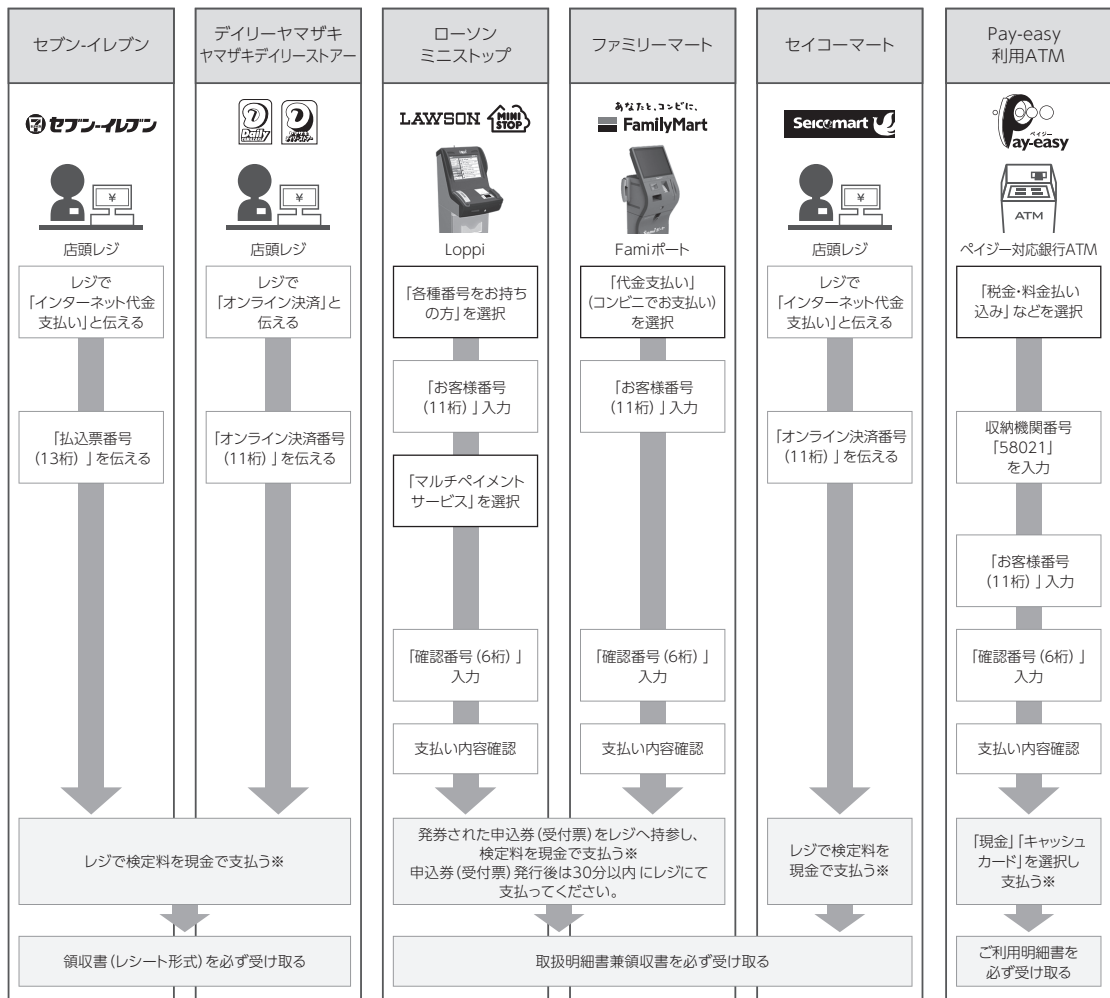 セブン-イレブン
デイリーヤマザキ
ヤマザキデイリーストアー
ローソン
ミニストップ
ファミリーマート
セイコーマート
Pay-easy
利用ATM
セブン-イレブン
Daily
LAWSON
MINI
STOP
あなたと、コンビに、
FamilyMart
Seicomart
ペイジー
Pay-easy
¥
¥
¥
ATM
店頭レジ
店頭レジ
Loppi
Famiポート
店頭レジ
ペイジー対応銀行ATM
レジで
「インターネット代金
支払い」と伝える
「払込票番号
(13桁)」を伝える
レジで
「オンライン決済」と
伝える
「オンライン決済番号
(11桁)」を伝える
「各種番号をお持ち
の方」を選択
「お客様番号
(11桁)」入力
「マルチペイメント
サービス」を選択
「確認番号(6桁)」
入力
支払い内容確認
「代金支払い」
(コンビニでお支払い)
を選択
「お客様番号
(11桁)」入力
「確認番号(6桁)」
入力
支払い内容確認
レジで
「インターネット代金
支払い」と伝える
「オンライン決済番号
(11桁)」を伝える
「税金・料金払い
込み」などを選択
収納機関番号
「58021」
を入力
「お客様番号
(11桁)」入力
「確認番号(6桁)」
入力
支払い内容確認
レジで検定料を現金で支払う※
発券された申込券(受付票)をレジへ持参し、
検定料を現金で支払う※
申込券(受付票)発行後は30分以内にレジにて
支払ってください。
レジで検定料を
現金で支払う※
「現金」「キャッシュ
カード」を選択し
支払う※
領収書(レシート形式)を必ず受け取る
取扱明細書兼領収書を必ず受け取る
ご利用明細書を
必ず受け取る